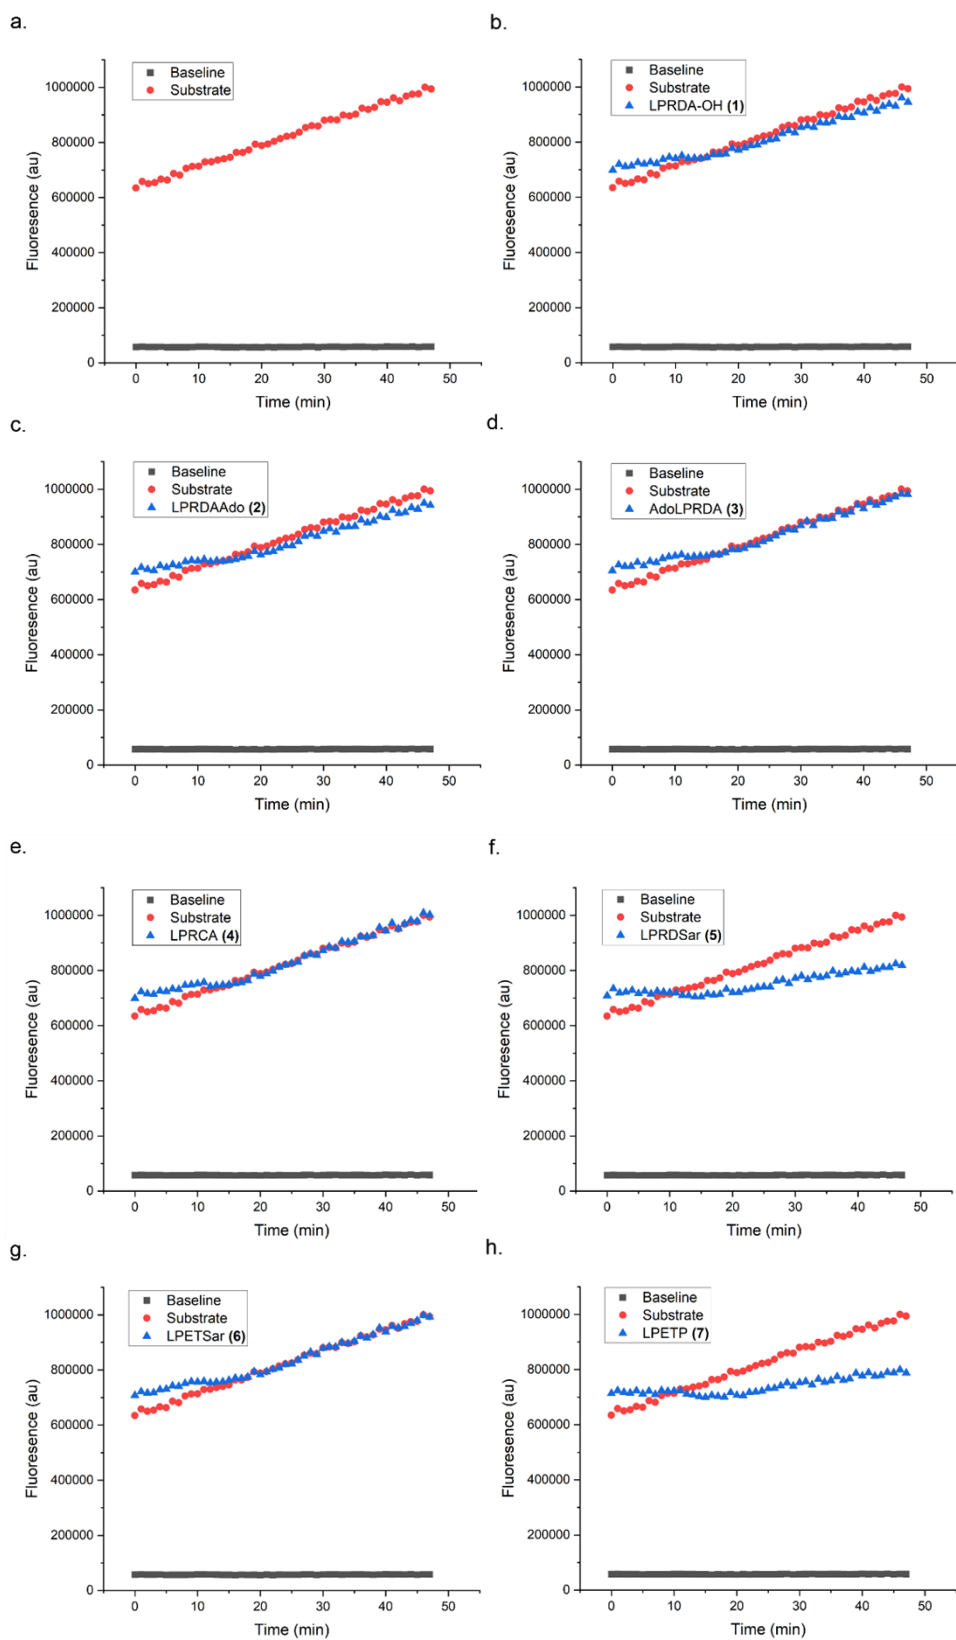 a.
Baseline
Substrate
1000000
800000
600000
400000
200000
0
Fluoresence (au)
0 10 20 30 40 50
Time (min)
b.
Baseline
Substrate
LPRDA-OH (1)
1000000
800000
600000
400000
200000
0
Fluoresence (au)
0 10 20 30 40 50
Time (min)
c.
Baseline
Substrate
LPRDAAdo (2)
1000000
800000
600000
400000
200000
0
Fluoresence (au)
0 10 20 30 40 50
Time (min)
d.
Baseline
Substrate
AdoLPRDA (3)
1000000
800000
600000
400000
200000
0
Fluoresence (au)
0 10 20 30 40 50
Time (min)
e.
Baseline
Substrate
LPRCA (4)
1000000
800000
600000
400000
200000
0
Fluoresence (au)
0 10 20 30 40 50
Time (min)
f.
Baseline
Substrate
LPRDSar (5)
1000000
800000
600000
400000
200000
0
Fluoresence (au)
0 10 20 30 40 50
Time (min)
g.
Baseline
Substrate
LPETSar (6)
1000000
800000
600000
400000
200000
0
Fluoresence (au)
0 10 20 30 40 50
Time (min)
h.
Baseline
Substrate
LPETP (7)
1000000
800000
600000
400000
200000
0
Fluoresence (au)
0 10 20 30 40 50
Time (min)